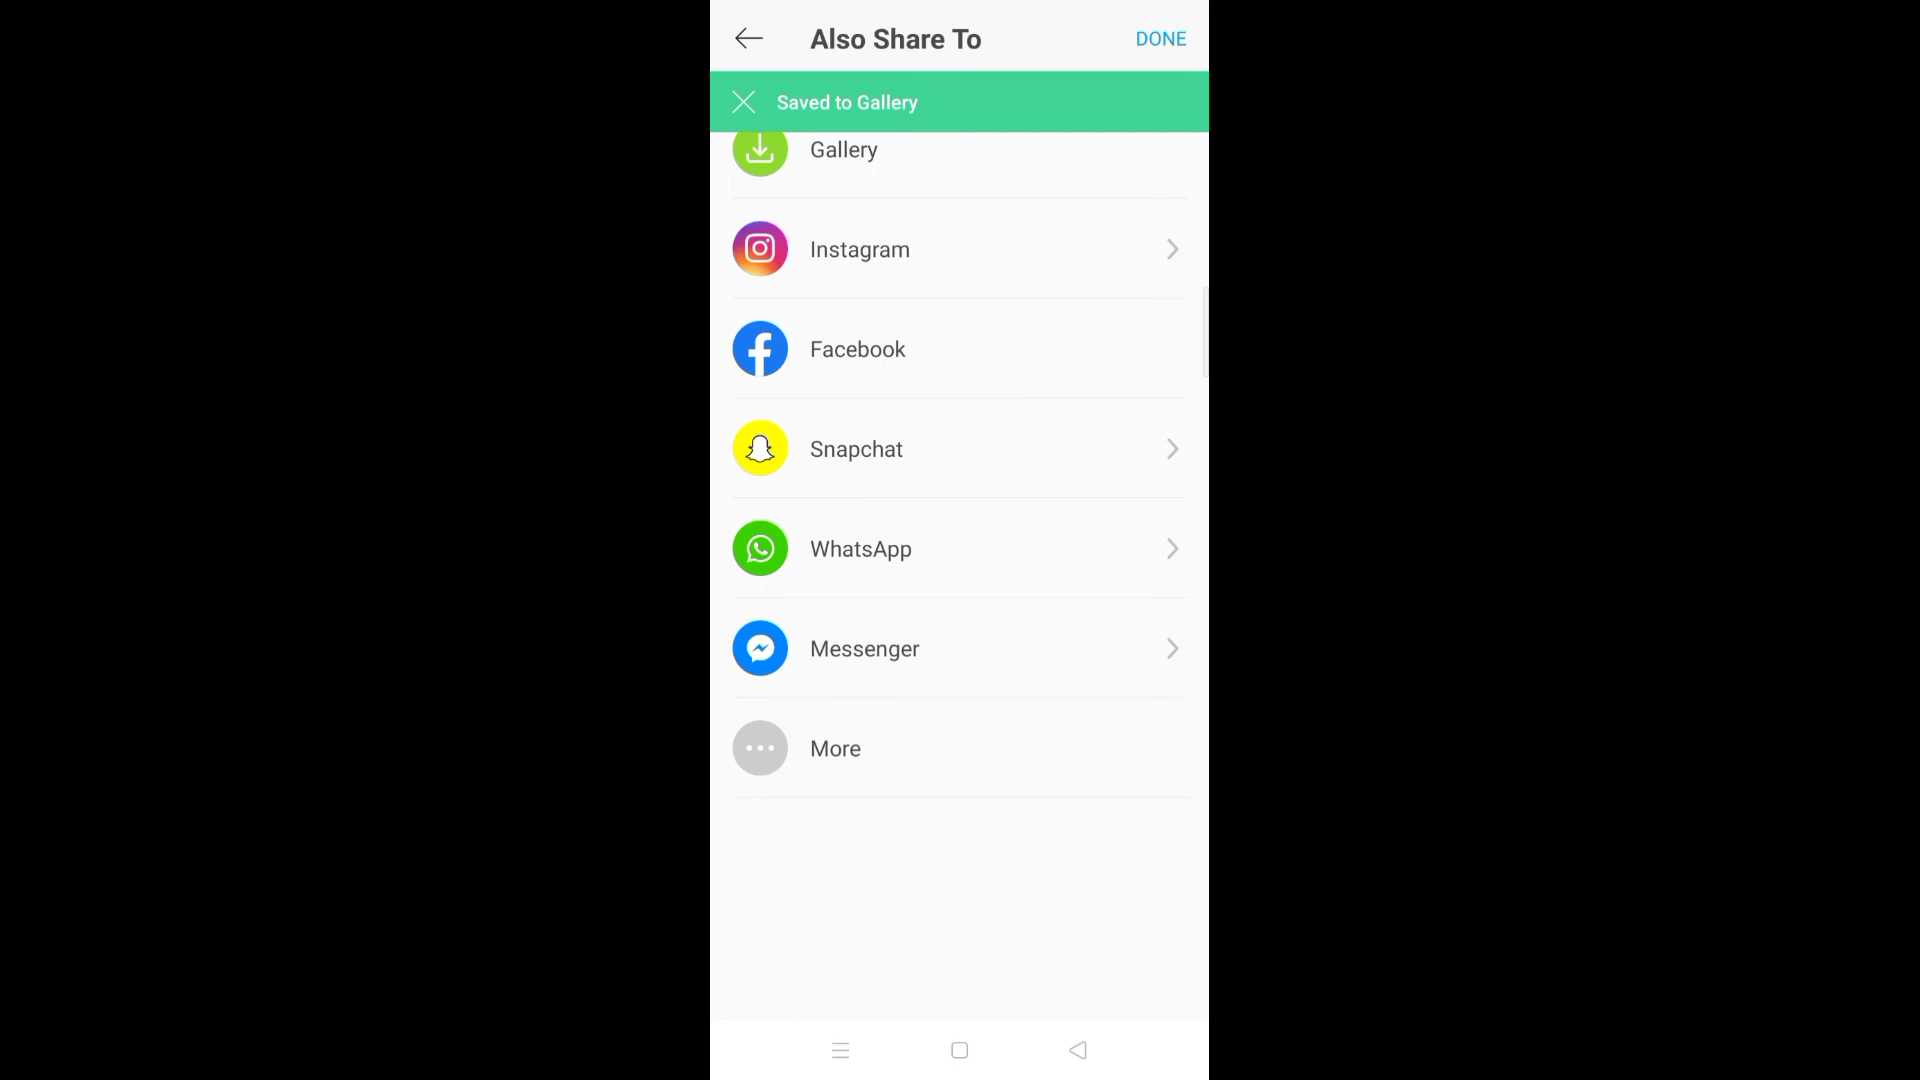 Also Share To
DONE
Saved to Gallery
Gallery
Instagram
Facebook
Snapchat
WhatsApp
Messenger
More